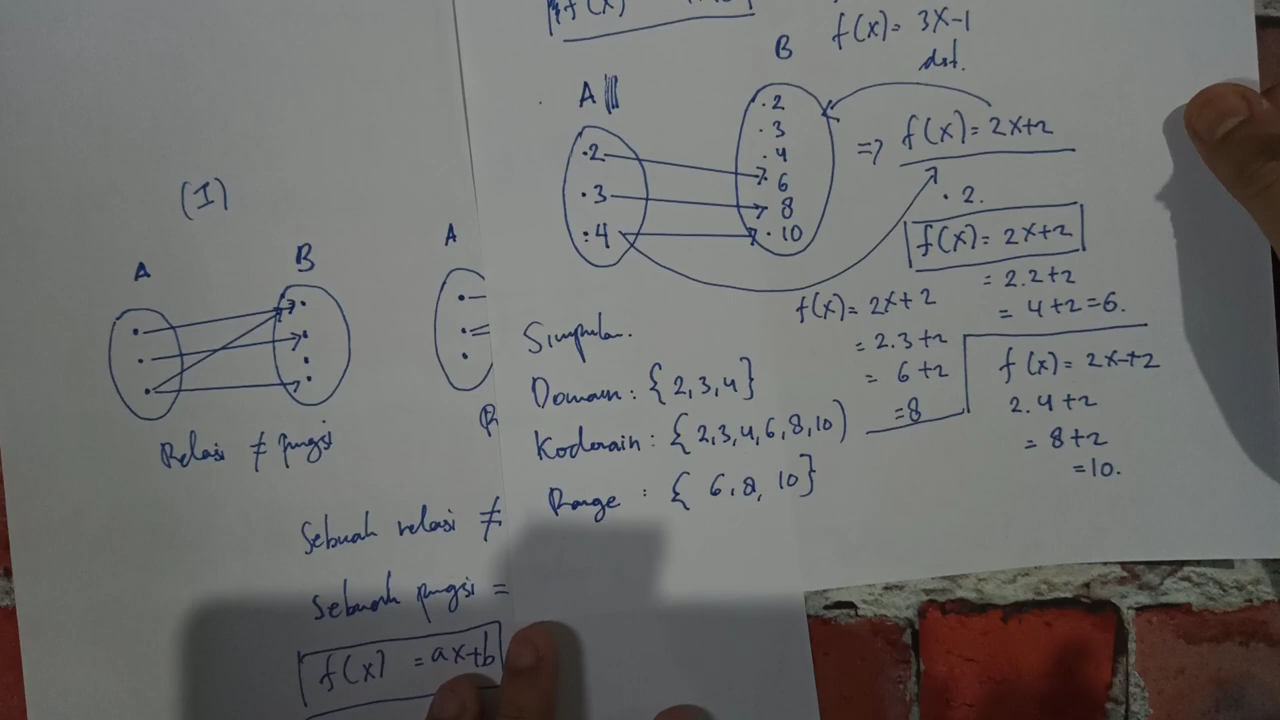 (I)
A
B
Relasi ≠ fungsi
A
R
Sebuah relasi ≠
Sebuah fungsi =
f(x) = ax+b
f(x)
f(x) = 3x-1
dst.
A
B
.2
.3
:4
.2
.3
.4
6
8
.10
=> f(x) = 2x+2
. 2.
f(x) = 2x+2
= 2.2+2
= 4+2=6.
f(x) = 2x+2
= 2.3+2
= 6+2
=8
f(x) = 2x+2
2.4+2
= 8+2
=10.
Simpulan.
Domain : {2,3,4}
Kodomain : {2,3,4,6,8,10)
Range : { 6,8, 10}